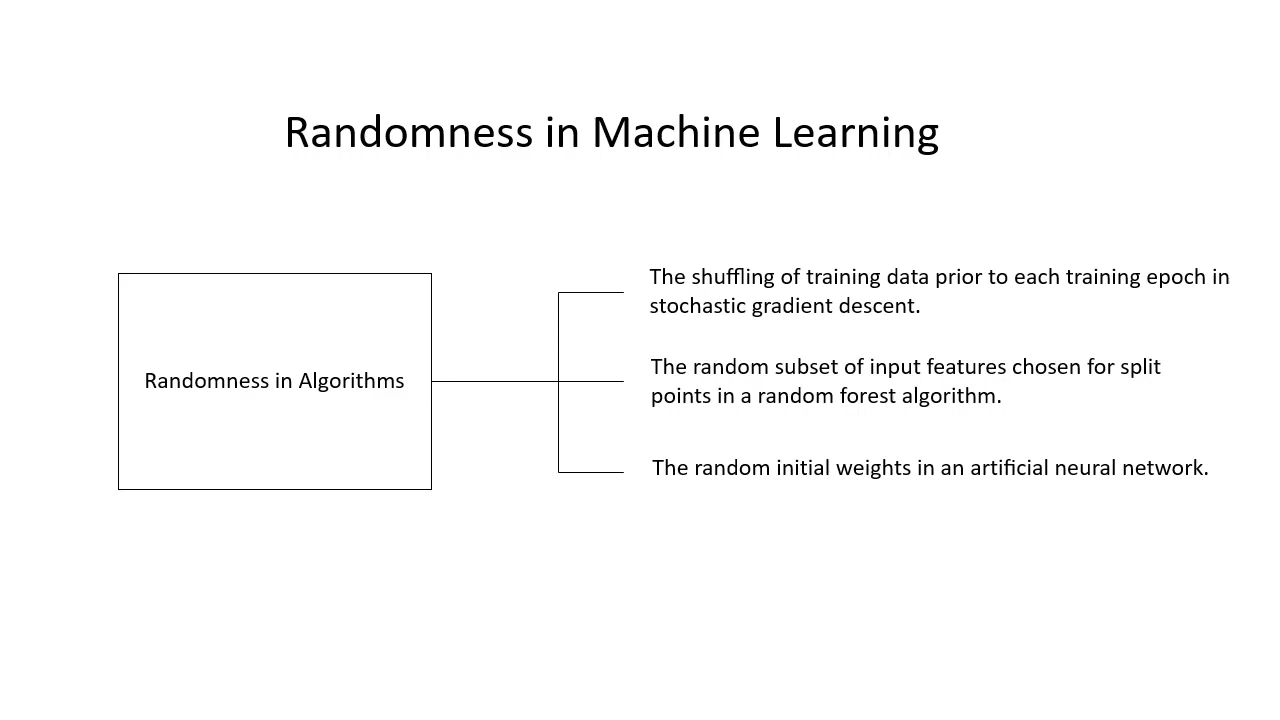 Randomness in Machine Learning
Randomness in Algorithms
The shuffling of training data prior to each training epoch in
stochastic gradient descent.
The random subset of input features chosen for split
points in a random forest algorithm.
The random initial weights in an artificial neural network.